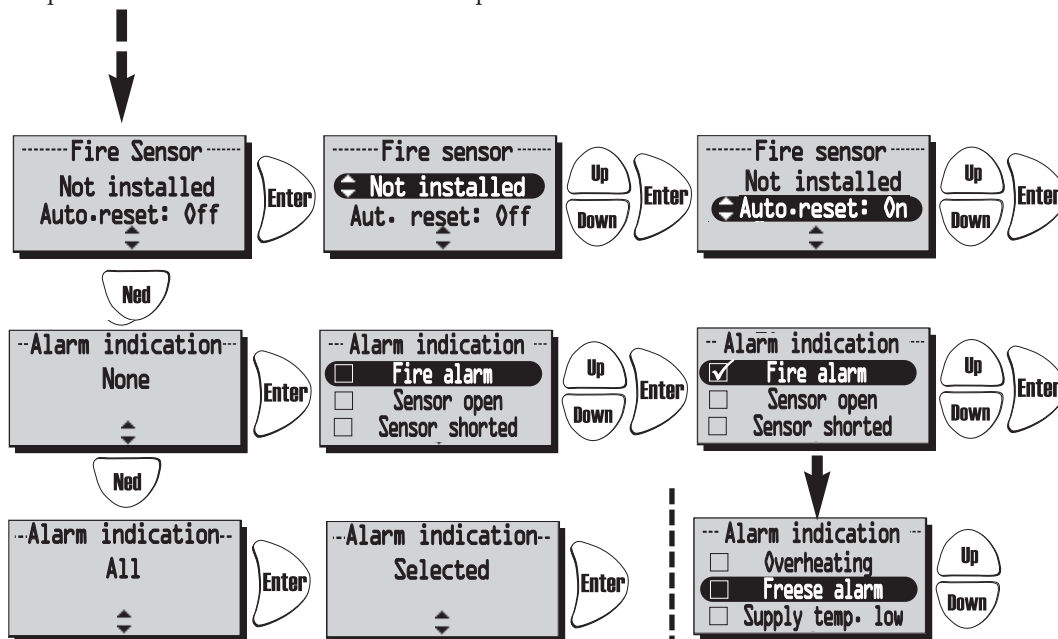 Fire Sensor
Not installed
Auto.reset: Off
Enter
Fire sensor
Not installed
Aut. reset: Off
Up
Down
Enter
Fire sensor
Not installed
Auto.reset: On
Up
Down
Enter
Ned
Alarm indication
None
Enter
Alarm indication
Fire alarm
Sensor open
Sensor shorted
Up
Down
Enter
Alarm indication
Fire alarm
Sensor open
Sensor shorted
Up
Down
Enter
Ned
Alarm indication
All
Enter
Alarm indication
Selected
Enter
Alarm indication
Overheating
Freese alarm
Supply temp. low
Up
Down